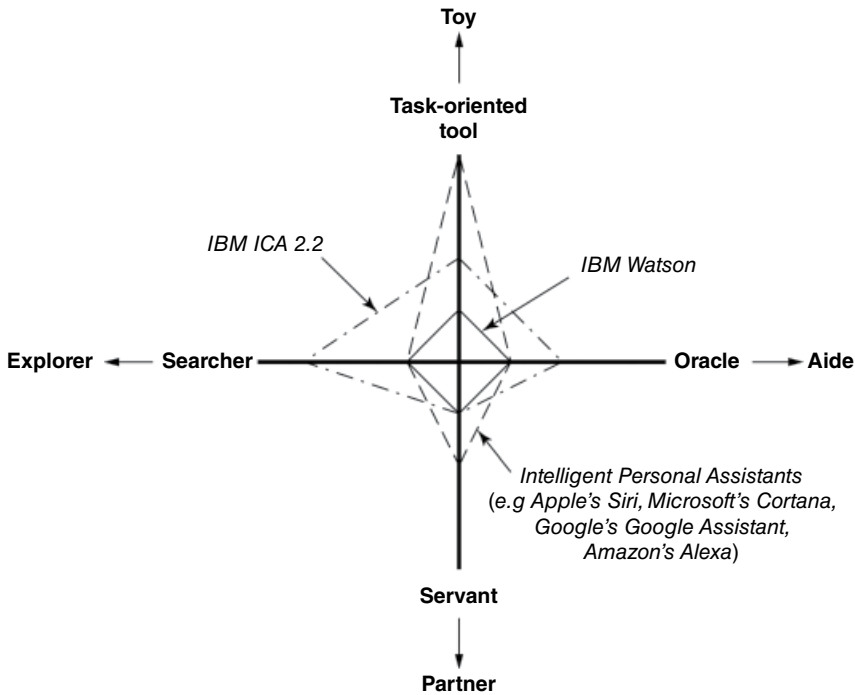 Toy
Task-oriented
tool
IBM ICA 2.2
IBM Watson
Explorer
Searcher
Oracle
Aide
Intelligent Personal Assistants
(e.g Apple’s Siri, Microsoft’s Cortana,
Google’s Google Assistant,
Amazon’s Alexa)
Servant
Partner